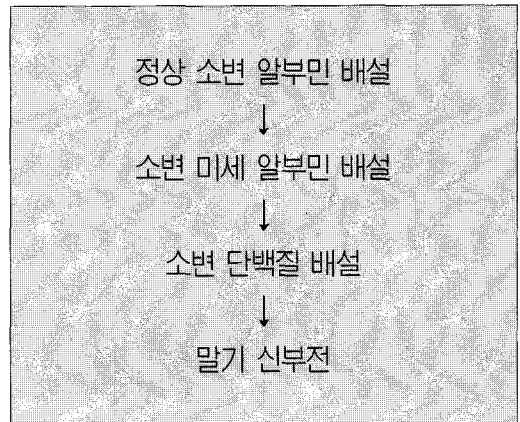 정상 소변 알부민 배설
↓
소변 미세 알부민 배설
↓
소변 단백질 배설
↓
말기 신부전